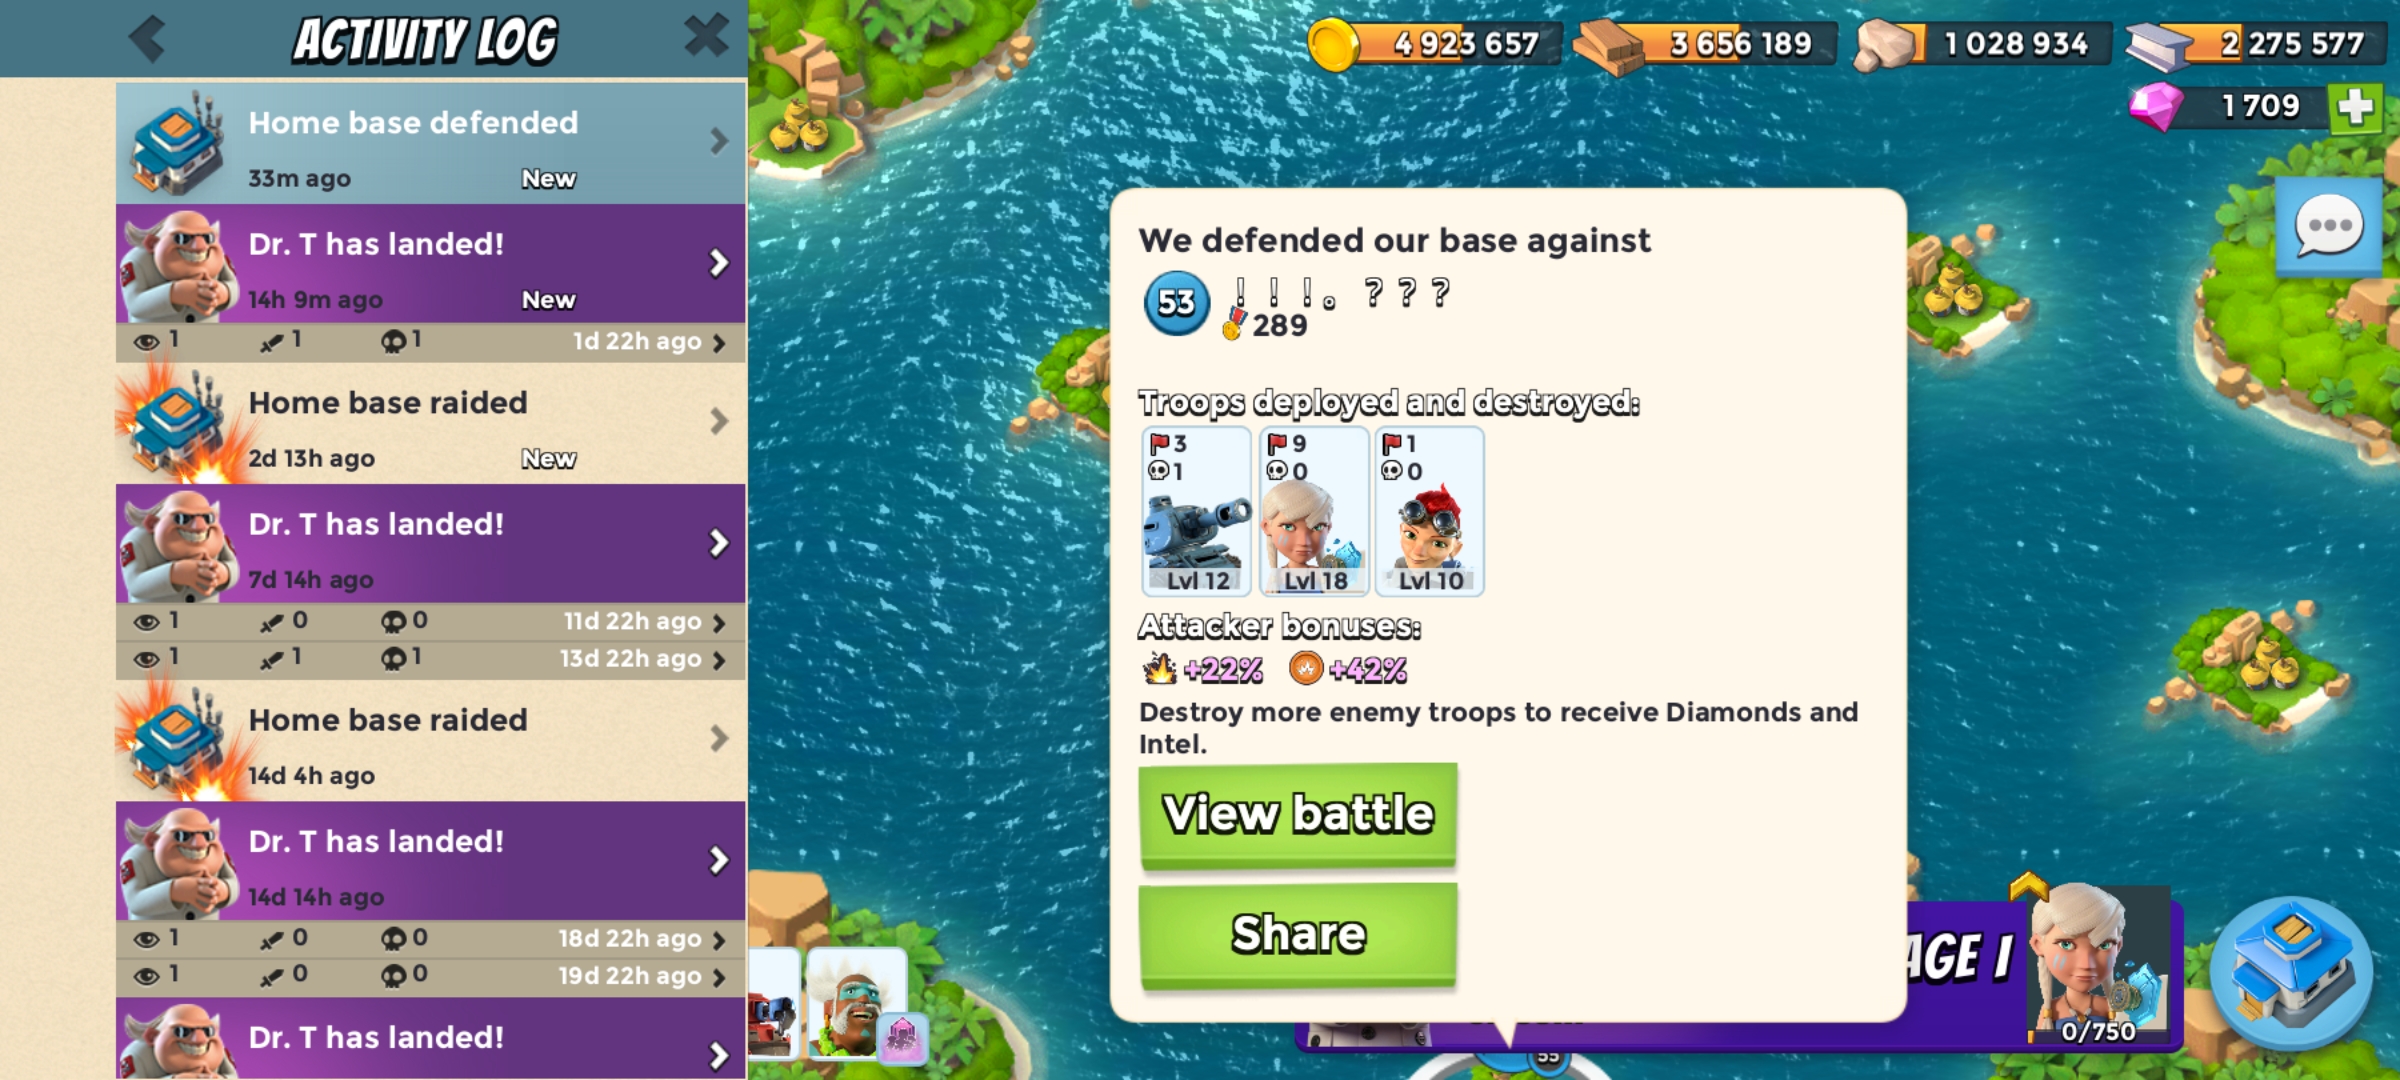 ACTIVITY LOG
Home base defended
33m ago New
Dr. T has landed!
14h 9m ago New
1 1 1 1d 22h ago
Home base raided
2d 13h ago New
Dr. T has landed!
7d 14h ago
1 0 0 11d 22h ago
1 1 1 13d 22h ago
Home base raided
14d 4h ago
Dr. T has landed!
14d 14h ago
1 0 0 18d 22h ago
1 0 0 19d 22h ago
Dr. T has landed!
4 923 657 3 656 189 1 028 934 2 275 577
1 709
We defended our base against
53 !!!。???
289
Troops deployed and destroyed:
3 9 1
1 0 0
Lvl 12 Lvl 18 Lvl 10
Attacker bonuses:
+22% +42%
Destroy more enemy troops to receive Diamonds and
Intel.
View battle
Share
AGE I
0/750
55